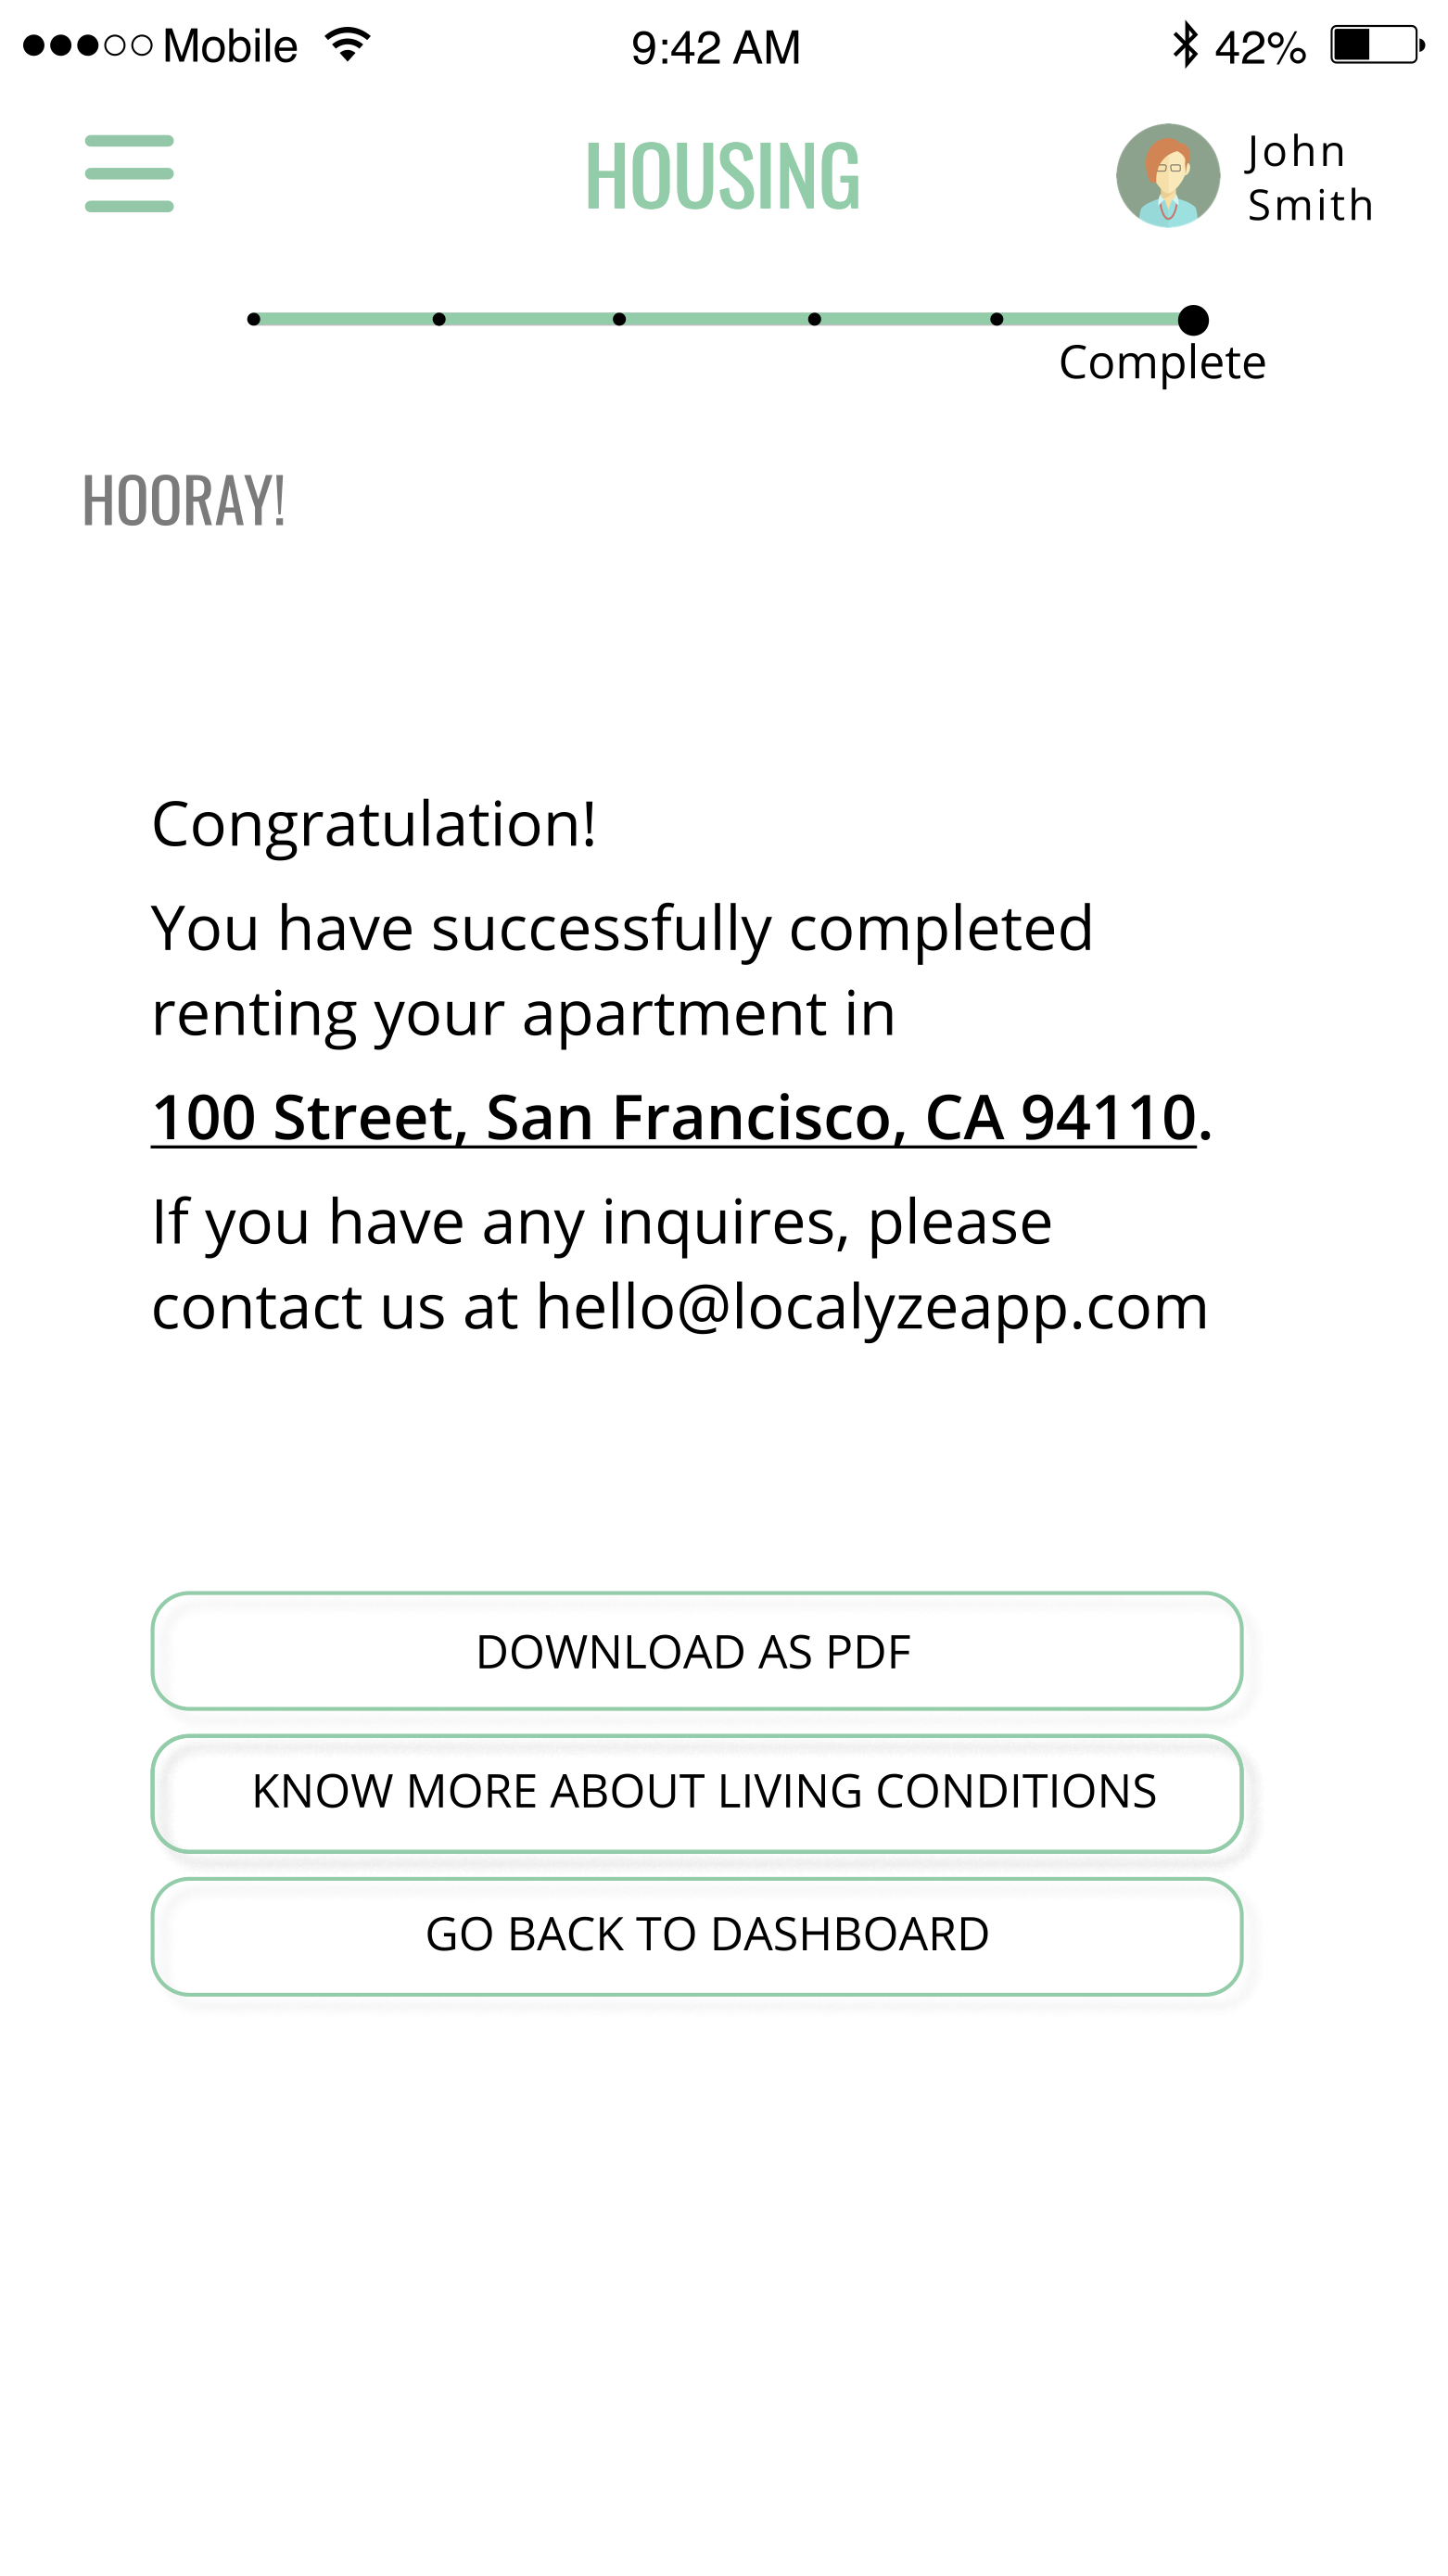 Mobile 9:42 AM 42%
HOUSING
John
Smith
Complete
HOORAY!
Congratulation!
You have successfully completed
renting your apartment in
100 Street, San Francisco, CA 94110.
If you have any inquires, please
contact us at hello@localyzeapp.com
DOWNLOAD AS PDF
KNOW MORE ABOUT LIVING CONDITIONS
GO BACK TO DASHBOARD